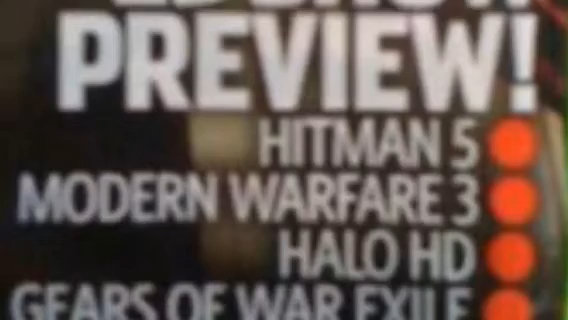 PREVIEW!
HITMAN 5
MODERN WARFARE 3
HALO HD
GEARS OF WAR EXILE